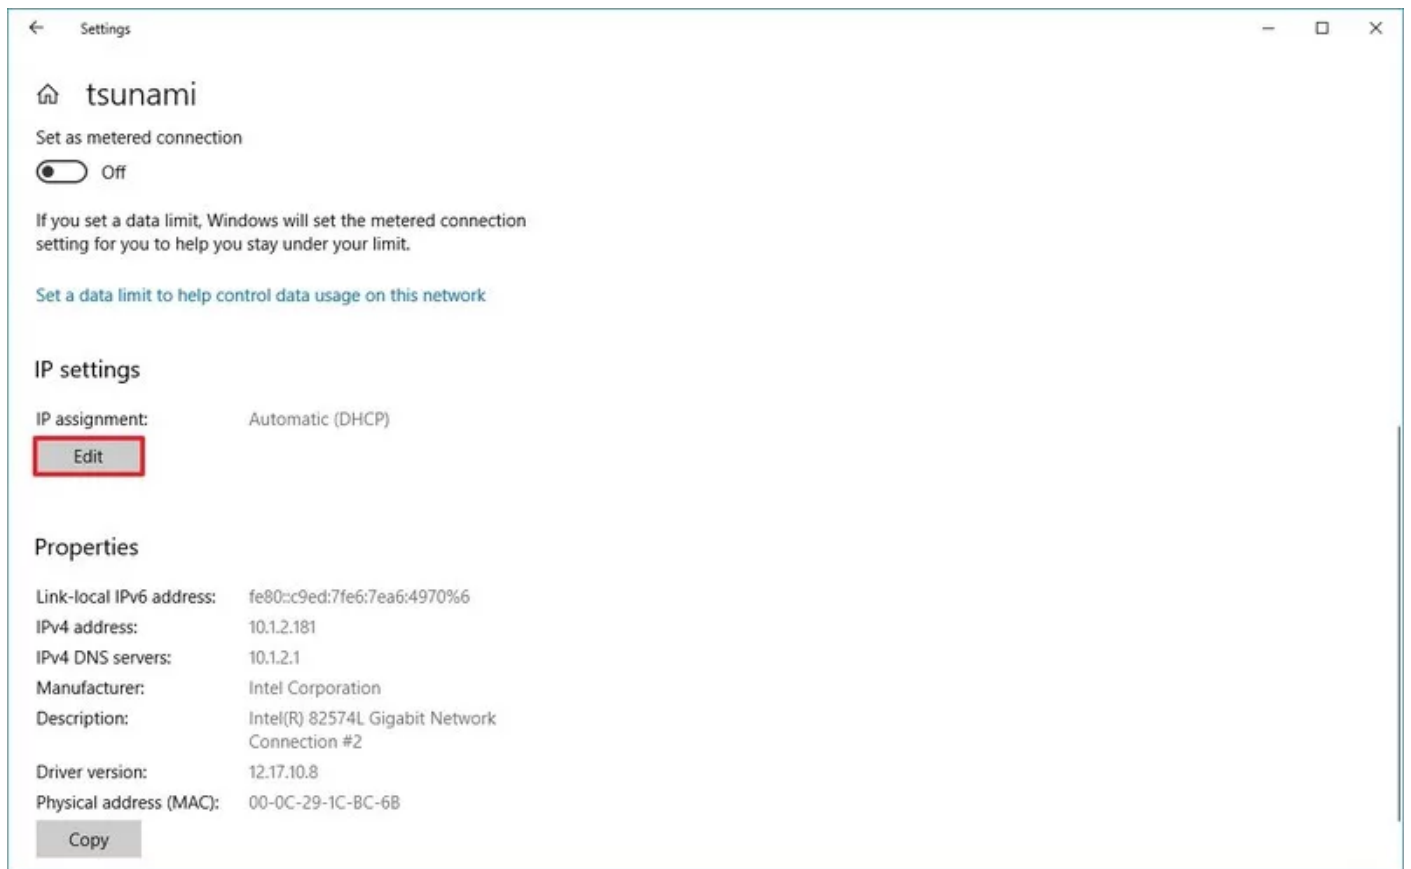 Settings
tsunami
Set as metered connection
Off
If you set a data limit, Windows will set the metered connection
setting for you to help you stay under your limit.
Set a data limit to help control data usage on this network
IP settings
IP assignment: Automatic (DHCP)
Edit
Properties
Link-local IPv6 address: fe80::c9ed:7fe6:7ea6:4970%6
IPv4 address: 10.1.2.181
IPv4 DNS servers: 10.1.2.1
Manufacturer: Intel Corporation
Description: Intel(R) 82574L Gigabit Network
Connection #2
Driver version: 12.17.10.8
Physical address (MAC): 00-0C-29-1C-BC-6B
Copy